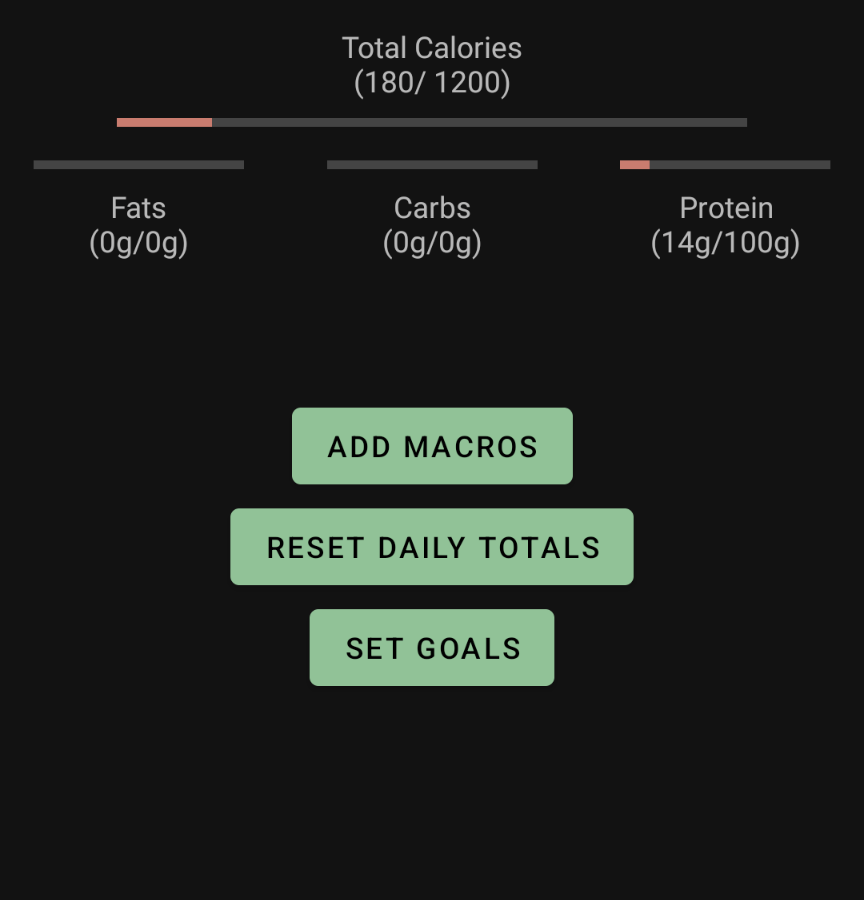 Total Calories
(180/ 1200)
Fats
(0g/0g)
Carbs
(0g/0g)
Protein
(14g/100g)
ADD MACROS
RESET DAILY TOTALS
SET GOALS